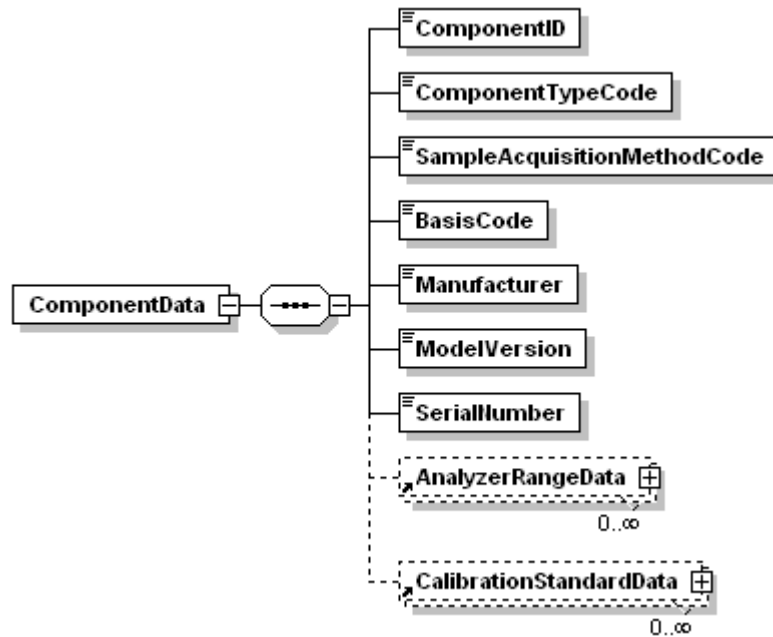 ComponentID
ComponentTypeCode
SampleAcquisitionMethodCode
BasisCode
ComponentData
Manufacturer
ModelVersion
SerialNumber
AnalyzerRangeData
0..∞
CalibrationStandardData
0..∞